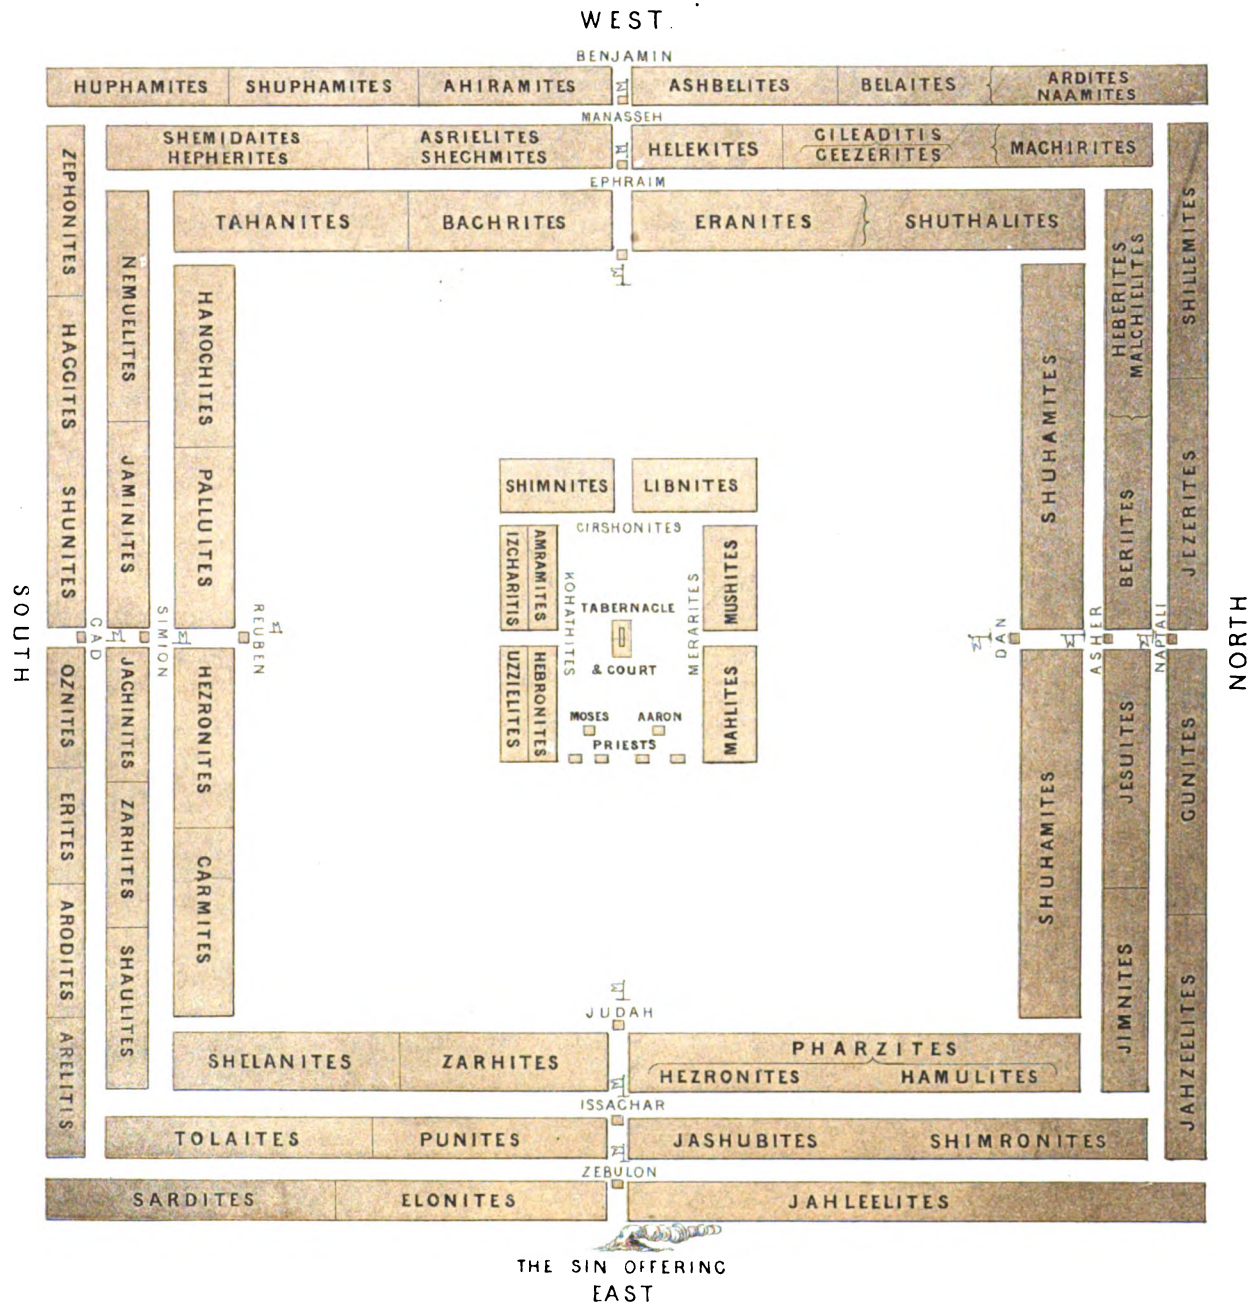 WEST.
BENJAMIN
HUPHAMITES
SHUPHAMITES
AHIRAMITES
ASHBELITES
BELAITES
ARDITES
NAAMITES
MANASSEH
SHEMIDAITES
HEPHERITES
ASRIELITES
SHECHMITES
HELEKITES
GILEADITIS
GEEZERITES
MACHIRITES
EPHRAIM
TAHANITES
BACHRITES
ERANITES
SHUTHALITES
ZEPHONITES
HAGGITES
SHUNITES
NEMUELITES
JAMINITES
HANOCHITES
PALLUITES
SHUHAMITES
HEBERITES
MALCHIELITES
BERIITES
SHILLEMITES
JEZERITES
SHIMNITES
LIBNITES
GIRSHONITES
IZCHARITIS
AMRAMITES
KOHATHITES
TABERNACLE
& COURT
MERARITES
MUSHITES
UZZIELITES
HEBRONITES
MAHLITES
MOSES
AARON
PRIESTS
SOUTH
GAD
SIMION
REUBEN
DAN
ASHER
NAPTALI
NORTH
OZNITES
ERITES
ARODITES
ARELITIS
JACHINITES
ZARHITES
SHAULITES
HEZRONITES
CARMITES
SHUHAMITES
JESUITES
JIMNITES
GUNITES
JAHZEELITES
JUDAH
SHELANITES
ZARHITES
PHARZITES
HEZRONITES
HAMULITES
ISSACHAR
TOLAITES
PUNITES
JASHUBITES
SHIMRONITES
ZEBULON
SARDITES
ELONITES
JAHLEELITES
THE SIN OFFERING
EAST